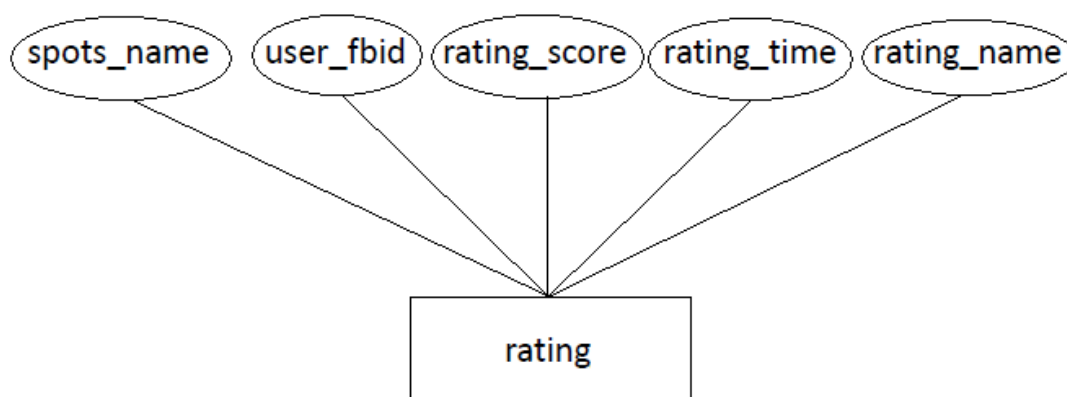 spots_name
user_fbid
rating_score
rating_time
rating_name
rating